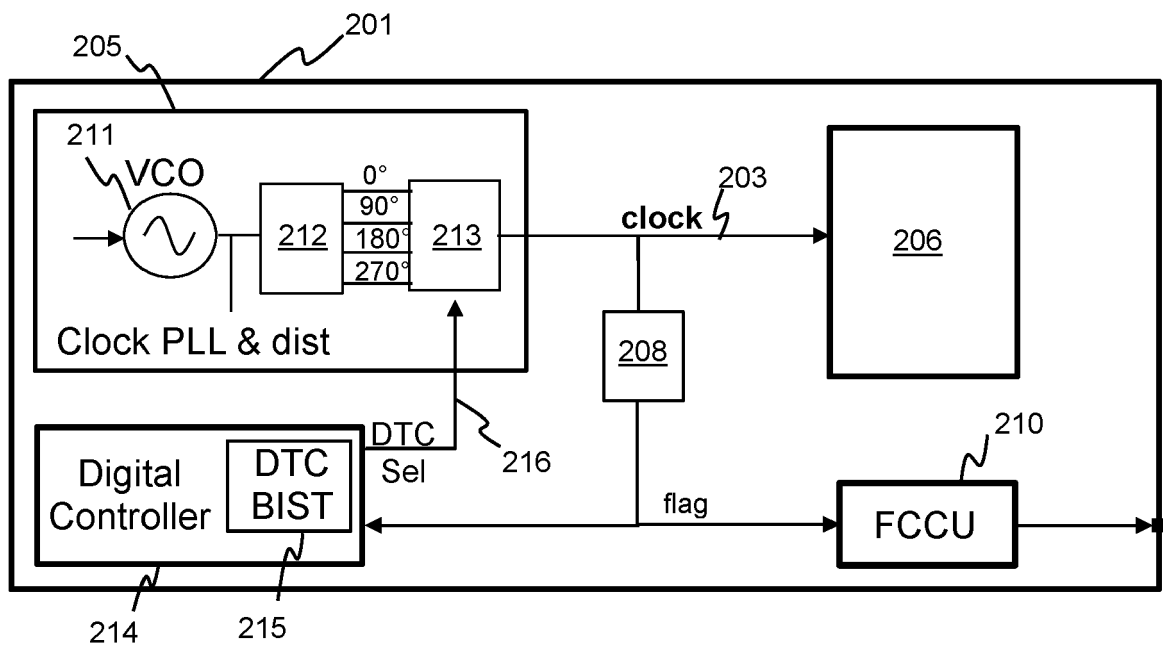 201
205
211
VCO
0°
90°
180°
270°
212
213
clock
203
206
Clock PLL & dist
208
DTC
Sel
216
210
Digital
Controller
DTC
BIST
flag
FCCU
214
215